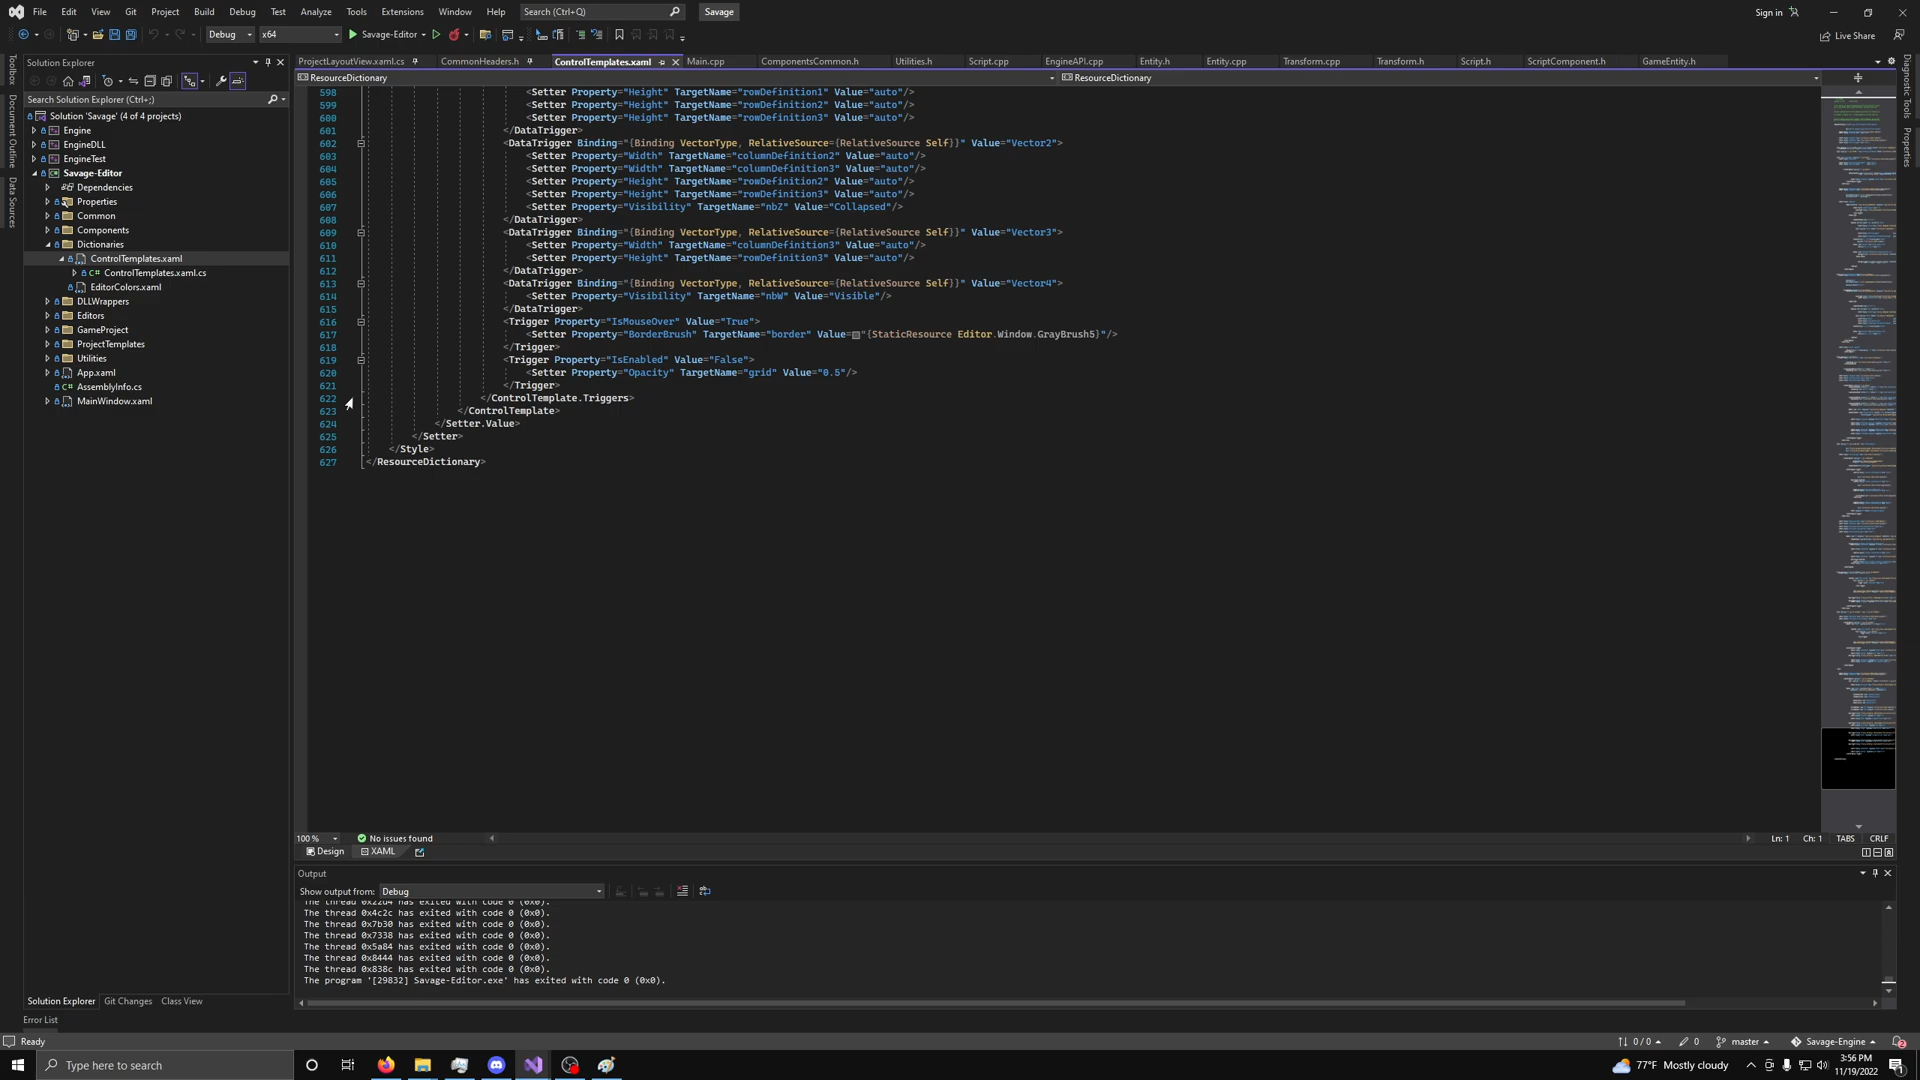 File Edit View Git Project Build Debug Test Analyze Tools Extensions Window Help Search (Ctrl+Q) Savage Sign in
Debug x64 Savage-Editor Live Share
Solution Explorer
Search Solution Explorer (Ctrl+;)
Solution 'Savage' (4 of 4 projects)
Engine
EngineDLL
EngineTest
Savage-Editor
Dependencies
Properties
Common
Components
Dictionaries
ControlTemplates.xaml
ControlTemplates.xaml.cs
EditorColors.xaml
DLLWrappers
Editors
GameProject
ProjectTemplates
Utilities
App.xaml
AssemblyInfo.cs
MainWindow.xaml
Solution Explorer Git Changes Class View
Toolbox
Document Outline
Data Sources
ProjectLayoutView.xaml.cs CommonHeaders.h ControlTemplates.xaml Main.cpp ComponentsCommon.h Utilities.h Script.cpp EngineAPI.cpp Entity.h Entity.cpp Transform.cpp Transform.h Script.h ScriptComponent.h GameEntity.h
ResourceDictionary ResourceDictionary
598 <Setter Property="Height" TargetName="rowDefinition1" Value="auto"/>
599 <Setter Property="Height" TargetName="rowDefinition2" Value="auto"/>
600 <Setter Property="Height" TargetName="rowDefinition3" Value="auto"/>
601 </DataTrigger>
602 <DataTrigger Binding="{Binding VectorType, RelativeSource={RelativeSource Self}}" Value="Vector2">
603 <Setter Property="Width" TargetName="columnDefinition2" Value="auto"/>
604 <Setter Property="Width" TargetName="columnDefinition3" Value="auto"/>
605 <Setter Property="Height" TargetName="rowDefinition2" Value="auto"/>
606 <Setter Property="Height" TargetName="rowDefinition3" Value="auto"/>
607 <Setter Property="Visibility" TargetName="nbZ" Value="Collapsed"/>
608 </DataTrigger>
609 <DataTrigger Binding="{Binding VectorType, RelativeSource={RelativeSource Self}}" Value="Vector3">
610 <Setter Property="Width" TargetName="columnDefinition3" Value="auto"/>
611 <Setter Property="Height" TargetName="rowDefinition3" Value="auto"/>
612 </DataTrigger>
613 <DataTrigger Binding="{Binding VectorType, RelativeSource={RelativeSource Self}}" Value="Vector4">
614 <Setter Property="Visibility" TargetName="nbW" Value="Visible"/>
615 </DataTrigger>
616 <Trigger Property="IsMouseOver" Value="True">
617 <Setter Property="BorderBrush" TargetName="border" Value="{StaticResource Editor.Window.GrayBrush5}"/>
618 </Trigger>
619 <Trigger Property="IsEnabled" Value="False">
620 <Setter Property="Opacity" TargetName="grid" Value="0.5"/>
621 </Trigger>
622 </ControlTemplate.Triggers>
623 </ControlTemplate>
624 </Setter.Value>
625 </Setter>
626 </Style>
627 </ResourceDictionary>
Diagnostic Tools
Properties
100 % No issues found Ln: 1 Ch: 1 TABS CRLF
Design XAML
Output
Show output from: Debug
The thread 0x22d4 has exited with code 0 (0x0).
The thread 0x4c2c has exited with code 0 (0x0).
The thread 0x7b30 has exited with code 0 (0x0).
The thread 0x7338 has exited with code 0 (0x0).
The thread 0x5a84 has exited with code 0 (0x0).
The thread 0x8444 has exited with code 0 (0x0).
The thread 0x838c has exited with code 0 (0x0).
The program '[29832] Savage-Editor.exe' has exited with code 0 (0x0).
Error List
Ready 0 / 0 0 master Savage-Engine 2
Type here to search 77°F Mostly cloudy 3:56 PM
11/19/2022 1